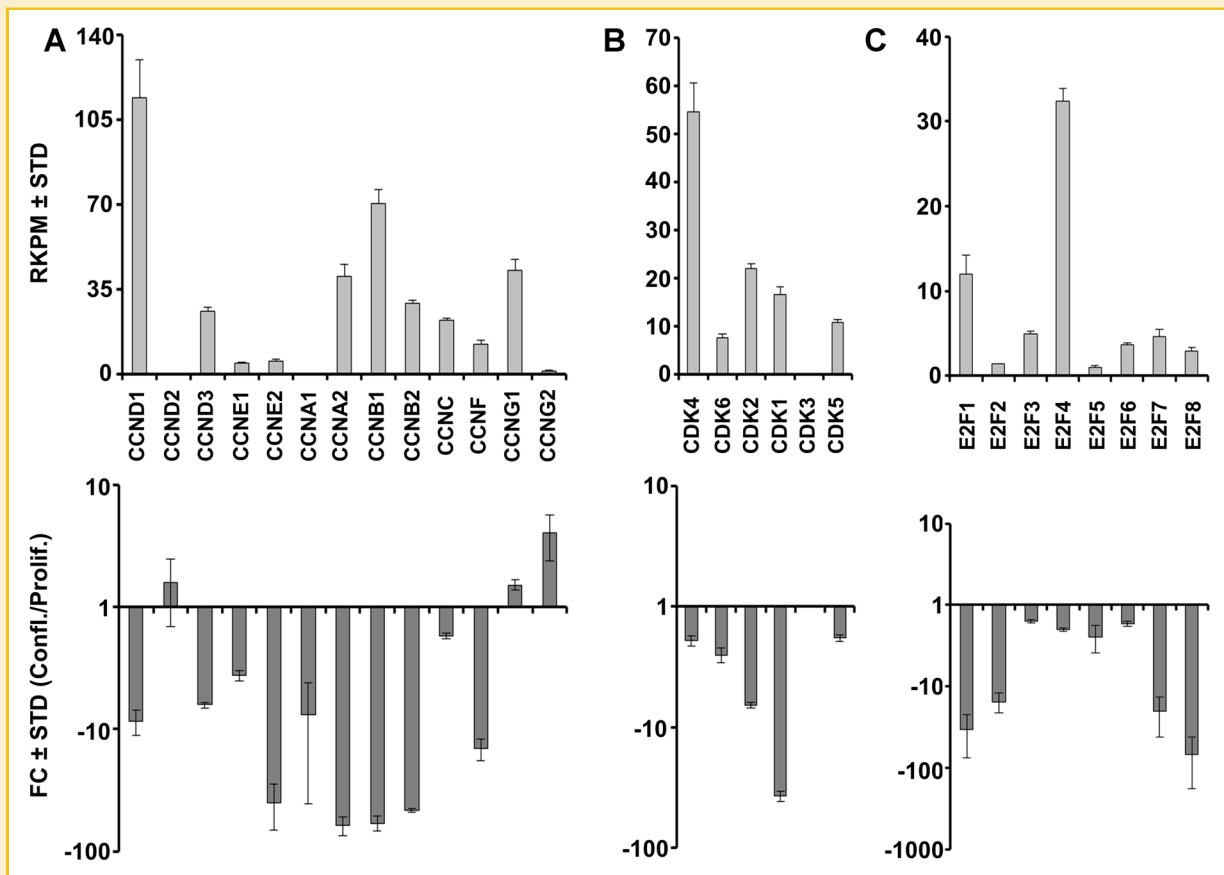 A
B
C
RKPM ± STD
140
105
70
35
0
70
60
50
40
30
20
10
0
40
30
20
10
0
CCND1
CCND2
CCND3
CCNE1
CCNE2
CCNA1
CCNA2
CCNB1
CCNB2
CCNC
CCNF
CCNG1
CCNG2
CDK4
CDK6
CDK2
CDK1
CDK3
CDK5
E2F1
E2F2
E2F3
E2F4
E2F5
E2F6
E2F7
E2F8
FC ± STD (Confl./Prolif.)
10
1
-10
-100
10
1
-10
-100
10
1
-10
-100
-1000